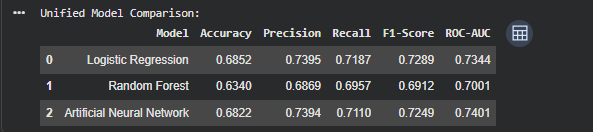 Unified Model Comparison:
Model Accuracy Precision Recall F1-Score ROC-AUC
0 Logistic Regression 0.6852 0.7395 0.7187 0.7289 0.7344
1 Random Forest 0.6340 0.6869 0.6957 0.6912 0.7001
2 Artificial Neural Network 0.6822 0.7394 0.7110 0.7249 0.7401